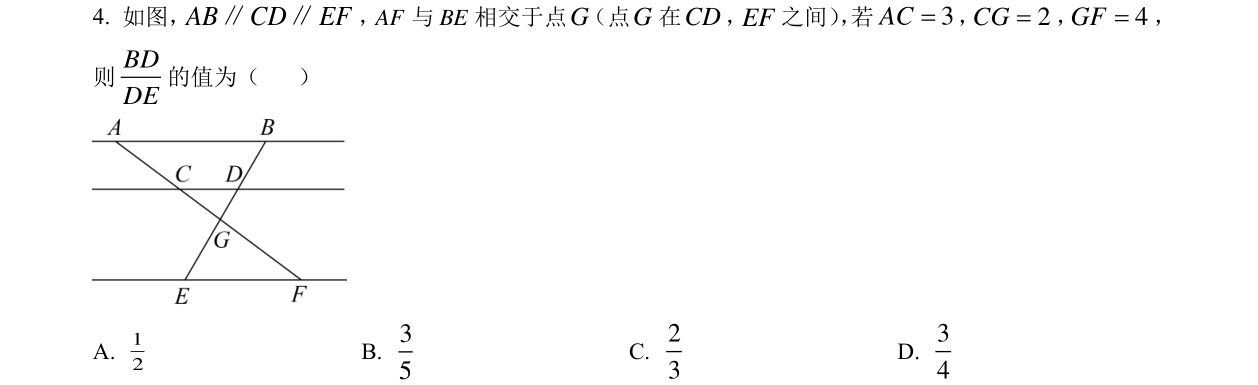 4. 如图，AB∥CD∥EF，AF 与 BE 相交于点 G（点 G 在 CD，EF 之间），若 AC = 3，CG = 2，GF = 4，
则 BD/DE 的值为（　　）
A B
C D
G
E F
A. 1/2 B. 3/5 C. 2/3 D. 3/4